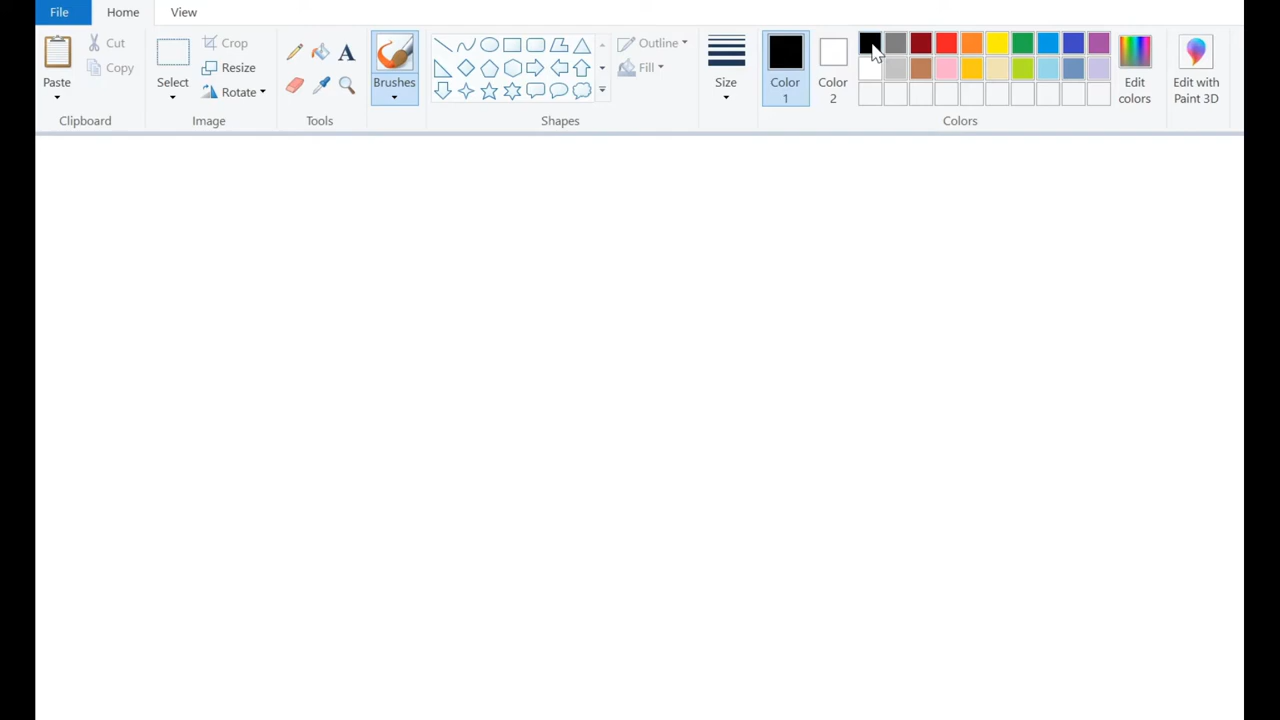 File Home View
Paste Cut Copy Clipboard
Select Crop Resize Rotate Image
A Tools
Brushes
Outline Fill Shapes
Size
Color 1 Color 2 Edit colors Colors
Edit with Paint 3D